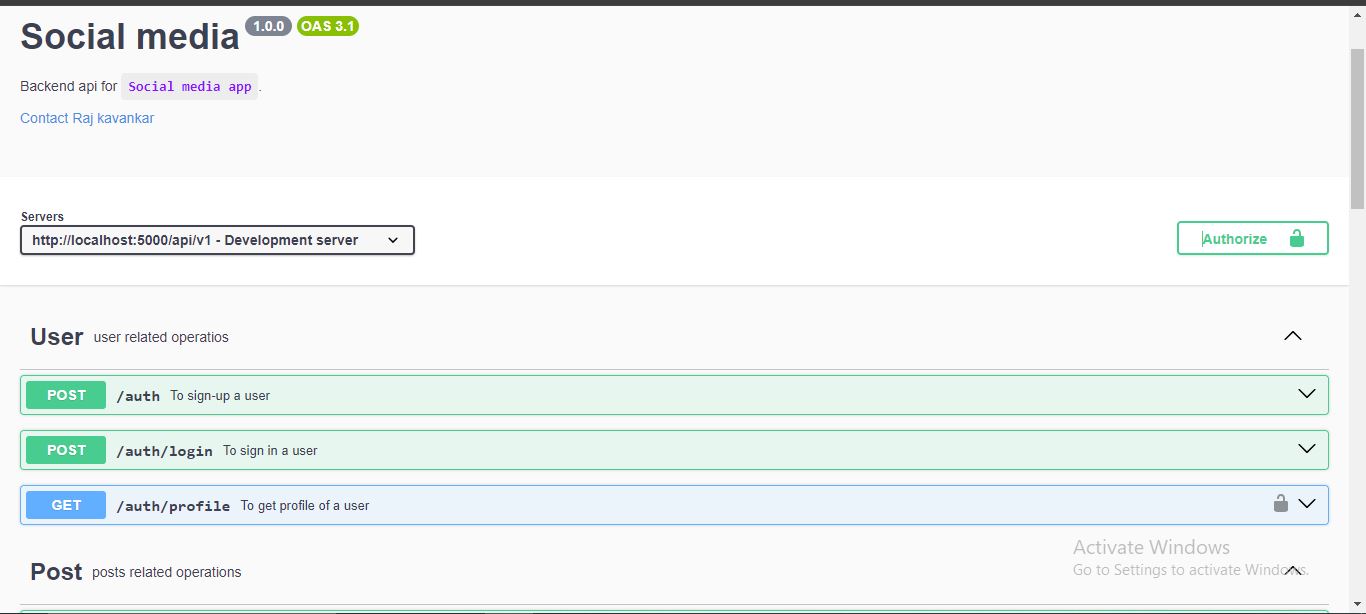 Social media 1.0.0 OAS 3.1
Backend api for Social media app.
Contact Raj kavankar
Servers
http://localhost:5000/api/v1 - Development server
Authorize
User user related operatios
POST /auth To sign-up a user
POST /auth/login To sign in a user
GET /auth/profile To get profile of a user
Post posts related operations
Activate Windows
Go to Settings to activate Windows.